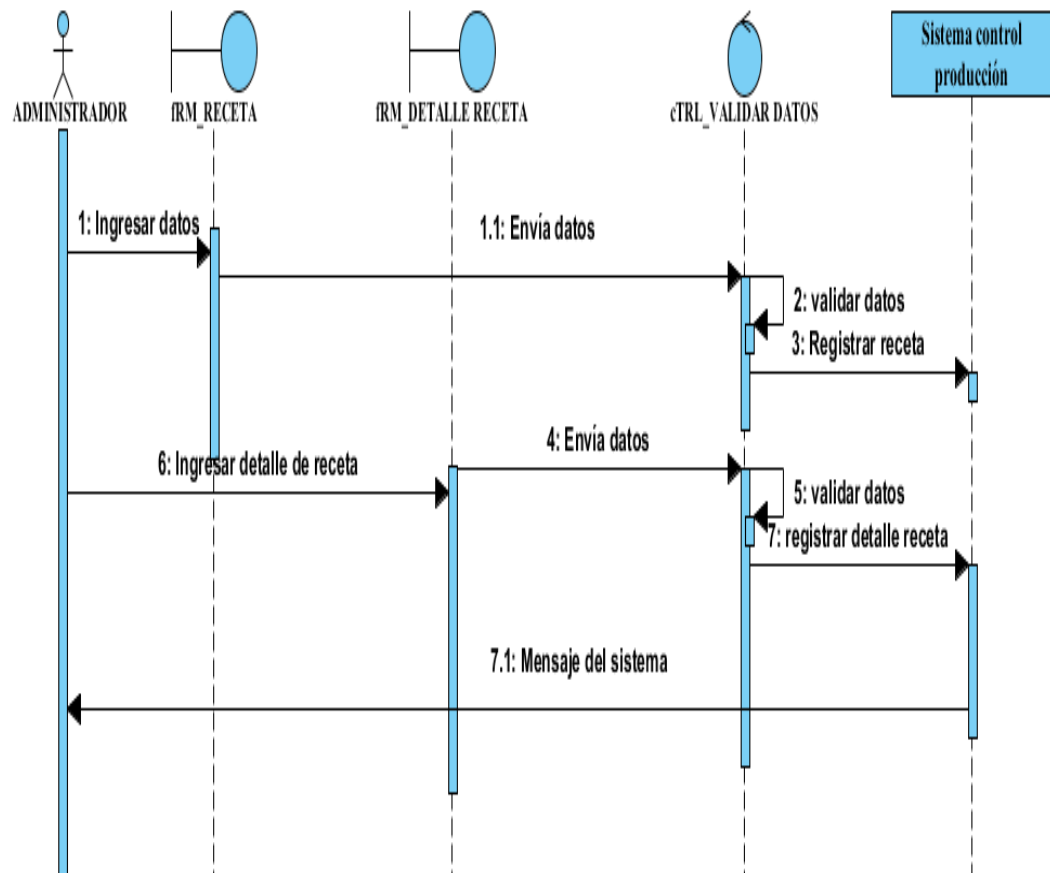 Sistema control
producción
ADMINISTRADOR
fRM_RECETA
fRM_DETALLE RECETA
cTRL_VALIDAR DATOS
1: Ingresar datos
1.1: Envía datos
2: validar datos
3: Registrar receta
4: Envía datos
6: Ingresar detalle de receta
5: validar datos
7: registrar detalle receta
7.1: Mensaje del sistema